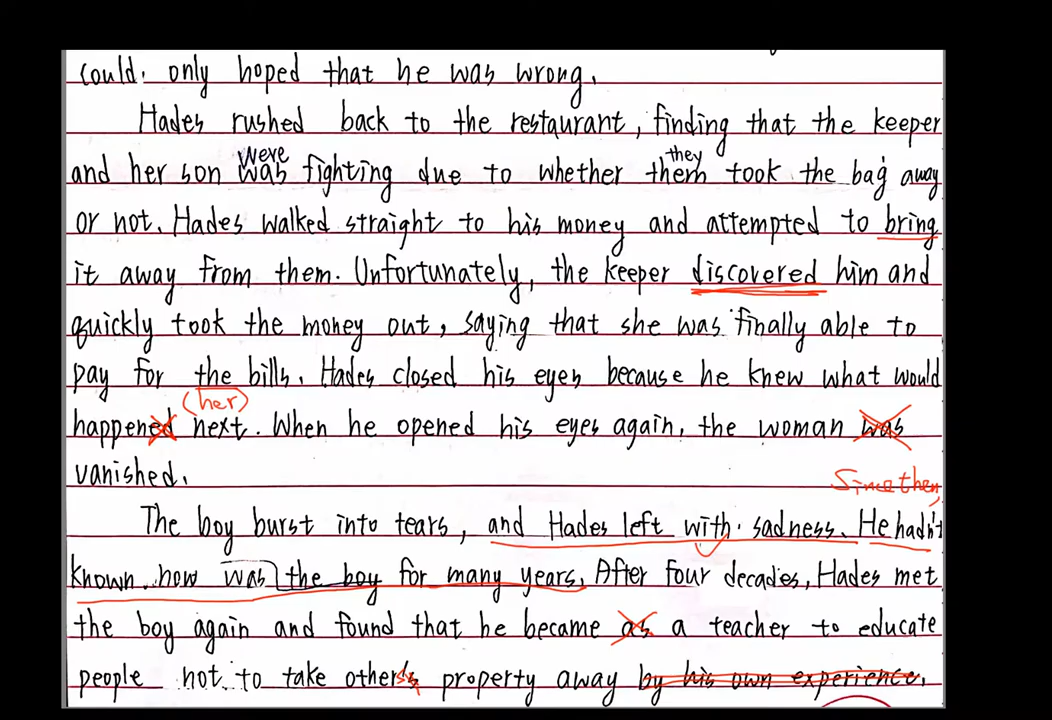 could. only hoped that he was wrong.
Hades rushed back to the restaurant, finding that the keeper
were they
and her son was fighting due to whether them took the bag away
or not. Hades walked straight to his money and attempted to bring
it away from them. Unfortunately, the keeper discovered him and
quickly took the money out, saying that she was finally able to
pay for the bills. Hades closed his eyes because he knew what would
(her)
happened next. When he opened his eyes again, the woman was
vanished.
Since then,
The boy burst into tears, and Hades left with sadness. He hadn't
known how was the boy for many years. After four decades, Hades met
the boy again and found that he became as a teacher to educate
people not to take other's property away by his own experience.